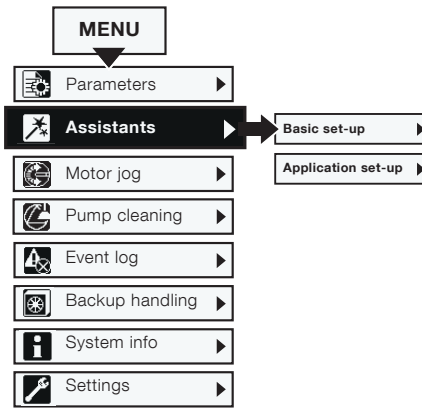 MENU
Parameters
Assistants
Basic set-up
Application set-up
Motor jog
Pump cleaning
Event log
Backup handling
System info
Settings